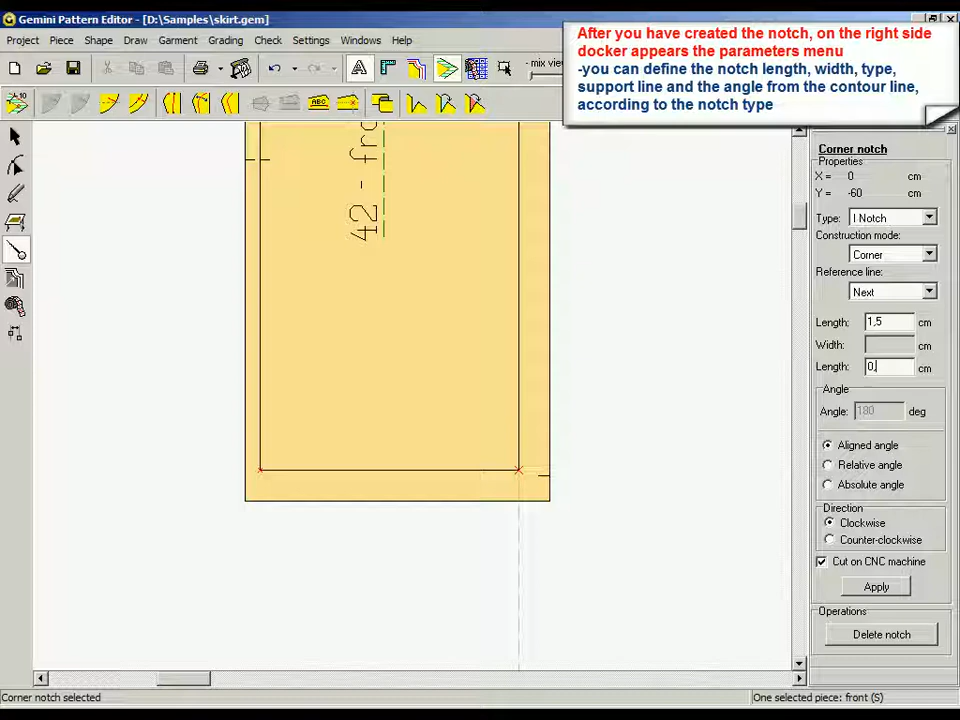 Gemini Pattern Editor - [D:\Samples\skirt.gem]
Project Piece Shape Draw Garment Grading Check Settings Windows Help
After you have created the notch, on the right side
docker appears the parameters menu
-you can define the notch length, width, type,
support line and the angle from the contour line,
according to the notch type
A
- mix view
ABC
42 - fro
Corner notch
Properties
X = 0 cm
Y = -60 cm
Type: I Notch
Construction mode:
Corner
Reference line:
Next
Length: 1,5 cm
Width: cm
Length: 0, cm
Angle
Angle: 180 deg
Aligned angle
Relative angle
Absolute angle
Direction
Clockwise
Counter-clockwise
Cut on CNC machine
Apply
Operations
Delete notch
Corner notch selected
One selected piece: front (S)